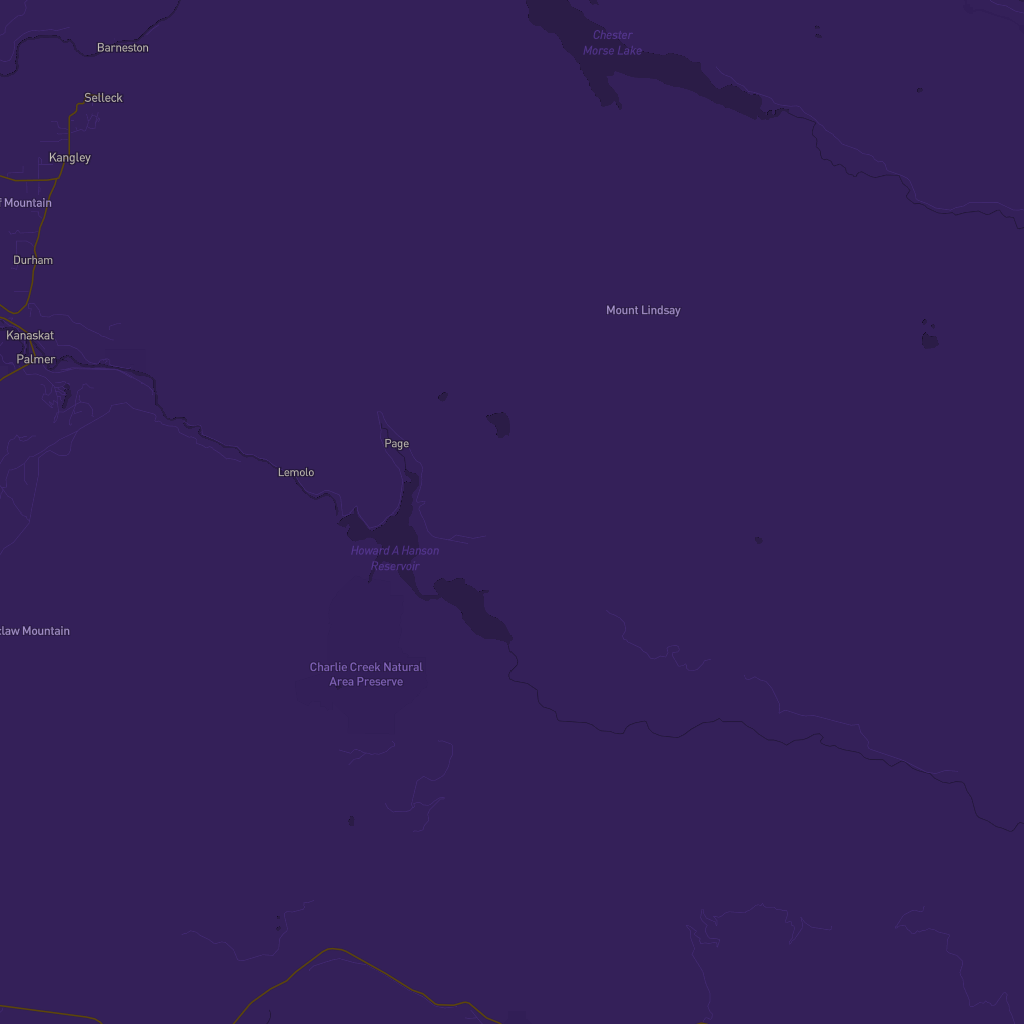 Chester
Morse Lake
Barneston
Selleck
Kangley
Mountain
Durham
Mount Lindsay
Kanaskat
Palmer
Page
Lemolo
Howard A Hanson
Reservoir
claw Mountain
Charlie Creek Natural
Area Preserve